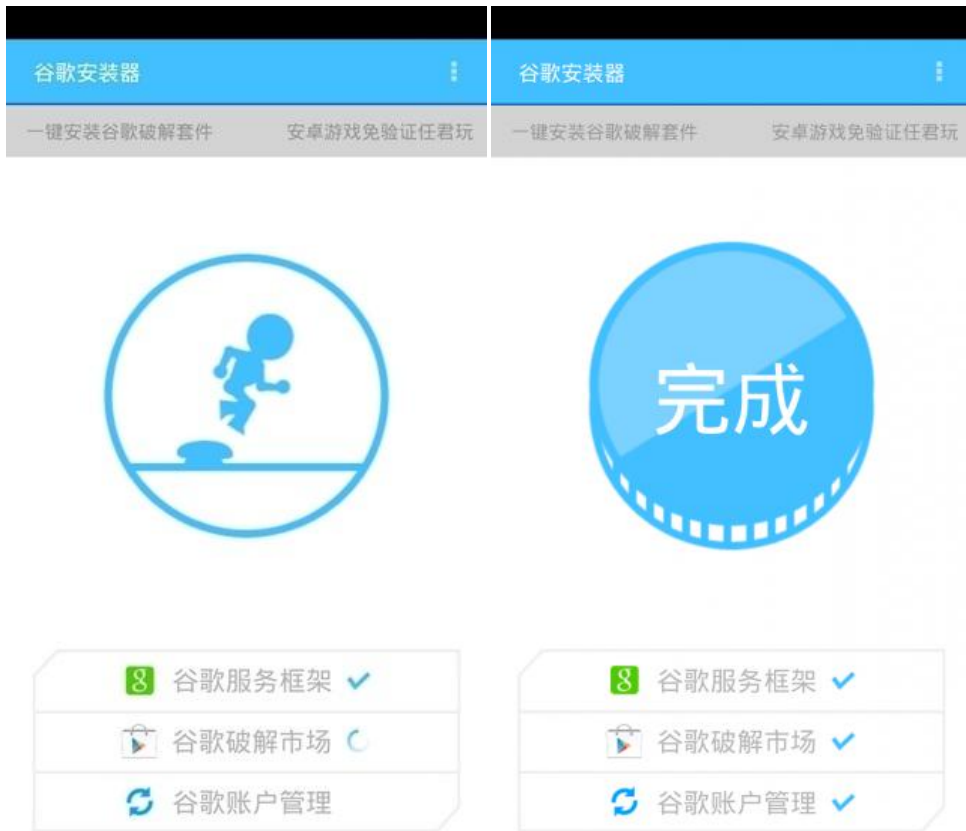 谷歌安装器
一键安装谷歌破解套件 安卓游戏免验证任君玩
谷歌服务框架
谷歌破解市场
谷歌账户管理
谷歌安装器
一键安装谷歌破解套件 安卓游戏免验证任君玩
完成
谷歌服务框架
谷歌破解市场
谷歌账户管理